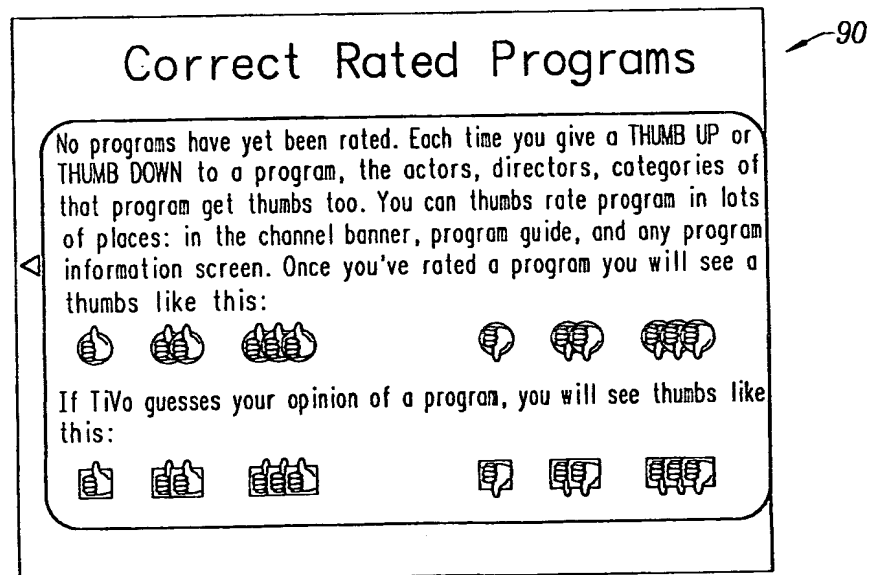 90
Correct Rated Programs
No programs have yet been rated. Each time you give a THUMB UP or
THUMB DOWN to a program, the actors, directors, categories of
that program get thumbs too. You can thumbs rate program in lots
of places: in the channel banner, program guide, and any program
information screen. Once you've rated a program you will see a
thumbs like this:
If TiVo guesses your opinion of a program, you will see thumbs like
this: